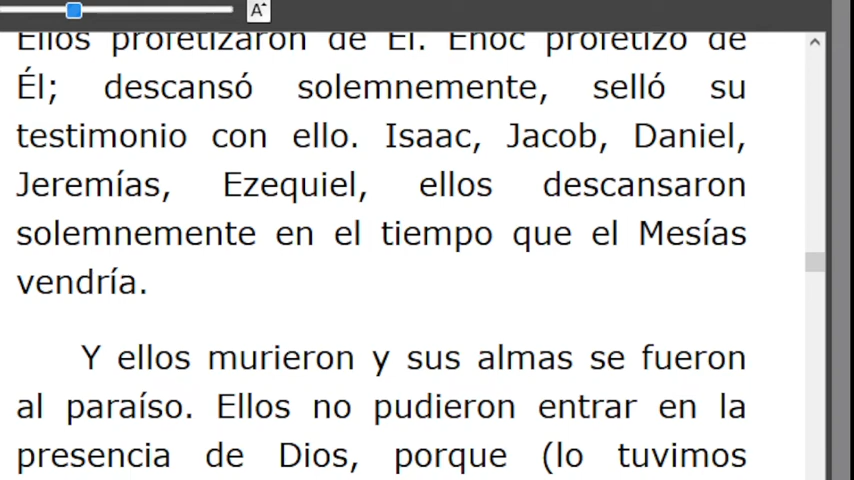 A
Ellos profetizaron de Él. Enoc profetizó de
Él; descansó solemnemente, selló su
testimonio con ello. Isaac, Jacob, Daniel,
Jeremías, Ezequiel, ellos descansaron
solemnemente en el tiempo que el Mesías
vendría.
Y ellos murieron y sus almas se fueron
al paraíso. Ellos no pudieron entrar en la
presencia de Dios, porque (lo tuvimos